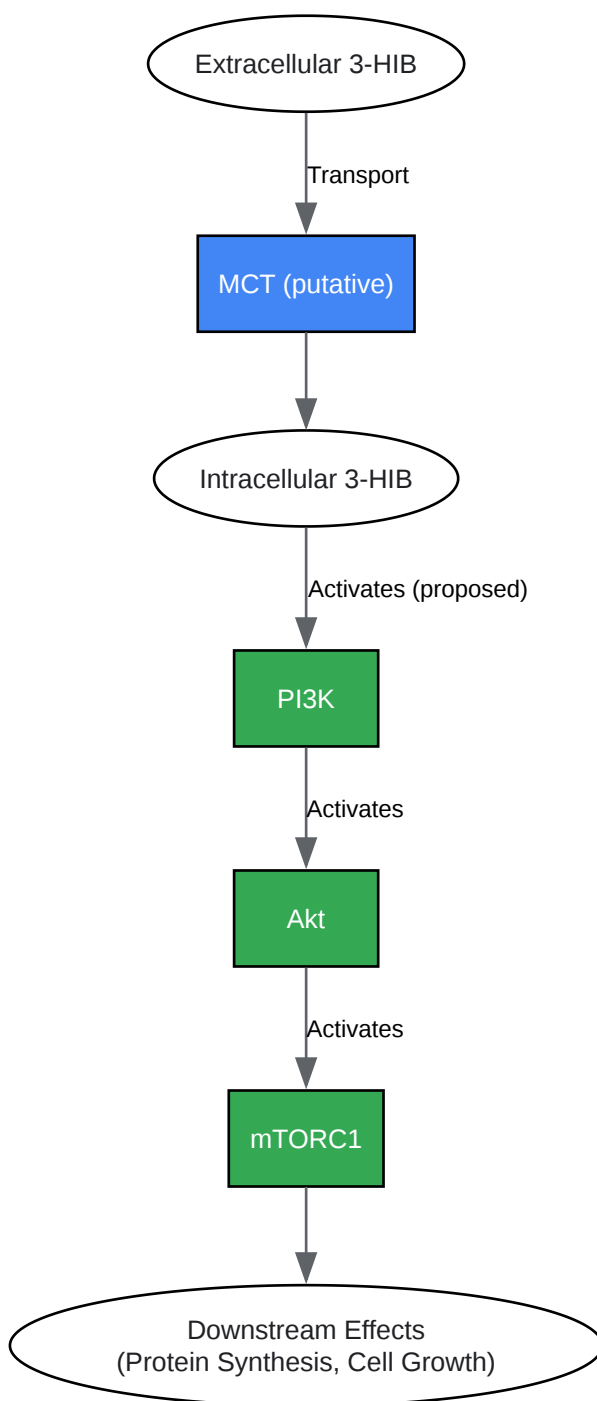 Extracellular 3-HIB
Transport
MCT (putative)
Intracellular 3-HIB
Activates (proposed)
PI3K
Activates
Akt
Activates
mTORC1
Downstream Effects
(Protein Synthesis, Cell Growth)